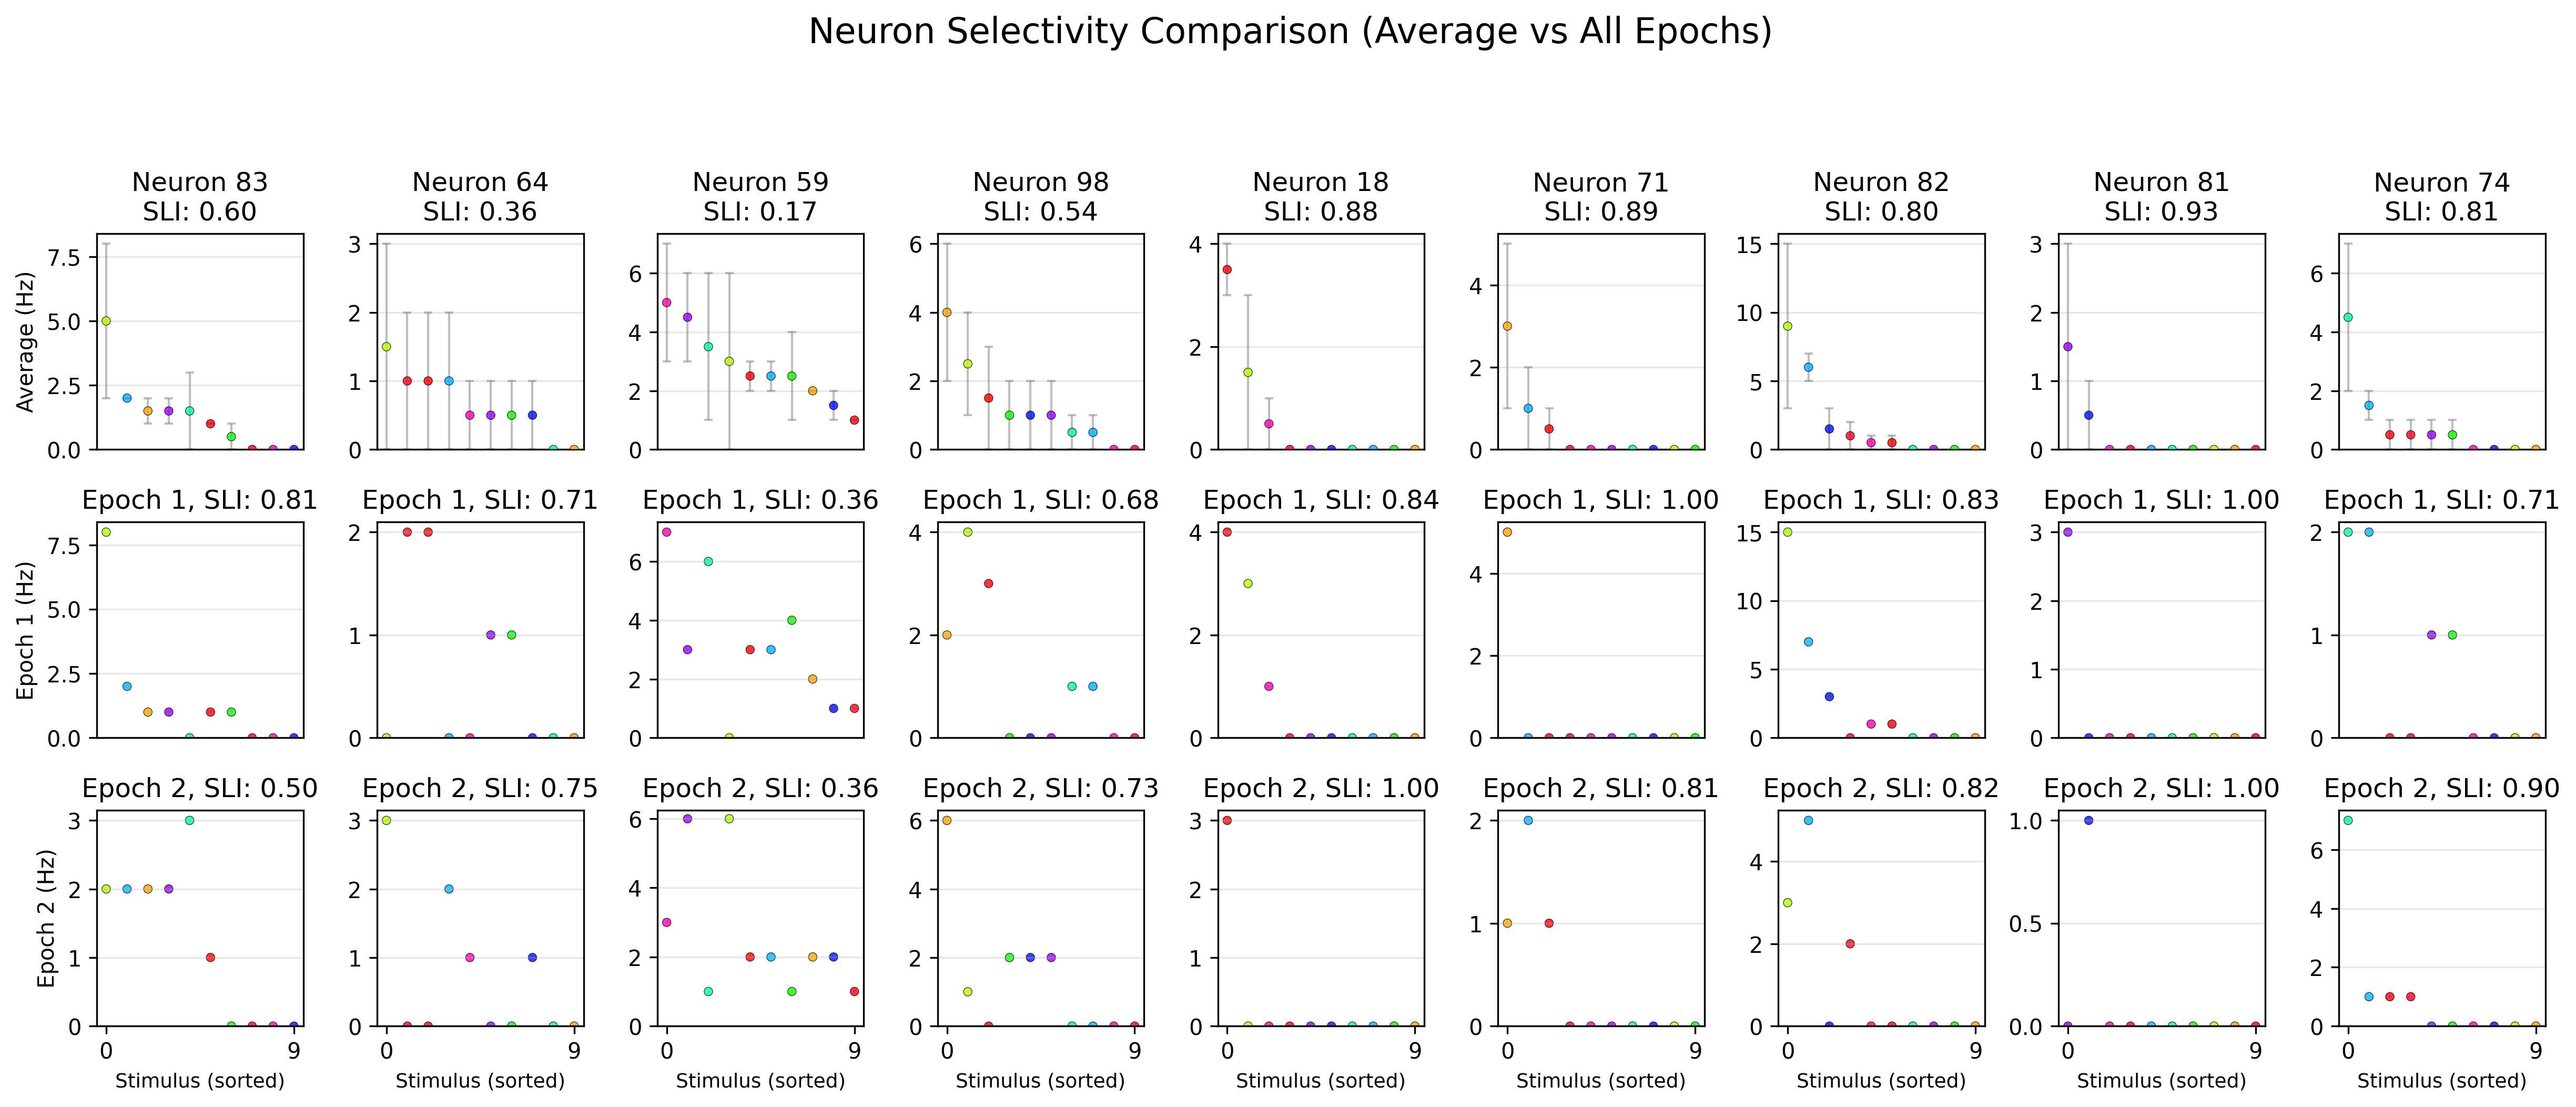 Neuron Selectivity Comparison (Average vs All Epochs)
Neuron 83
SLI: 0.60
Neuron 64
SLI: 0.36
Neuron 59
SLI: 0.17
Neuron 98
SLI: 0.54
Neuron 18
SLI: 0.88
Neuron 71
SLI: 0.89
Neuron 82
SLI: 0.80
Neuron 81
SLI: 0.93
Neuron 74
SLI: 0.81
Average (Hz)
7.5
5.0
2.5
0.0
3
2
1
0
6
4
2
0
6
4
2
0
4
2
0
4
2
0
15
10
5
0
3
2
1
0
6
4
2
0
Epoch 1, SLI: 0.81
Epoch 1, SLI: 0.71
Epoch 1, SLI: 0.36
Epoch 1, SLI: 0.68
Epoch 1, SLI: 0.84
Epoch 1, SLI: 1.00
Epoch 1, SLI: 0.83
Epoch 1, SLI: 1.00
Epoch 1, SLI: 0.71
Epoch 1 (Hz)
7.5
5.0
2.5
0.0
2
1
0
6
4
2
0
4
2
0
4
2
0
4
2
0
15
10
5
0
3
2
1
0
2
1
0
Epoch 2, SLI: 0.50
Epoch 2, SLI: 0.75
Epoch 2, SLI: 0.36
Epoch 2, SLI: 0.73
Epoch 2, SLI: 1.00
Epoch 2, SLI: 0.81
Epoch 2, SLI: 0.82
Epoch 2, SLI: 1.00
Epoch 2, SLI: 0.90
Epoch 2 (Hz)
3
2
1
0
3
2
1
0
6
4
2
0
6
4
2
0
3
2
1
0
2
1
0
4
2
0
1.0
0.5
0.0
6
4
2
0
0 9
0 9
0 9
0 9
0 9
0 9
0 9
0 9
0 9
Stimulus (sorted)
Stimulus (sorted)
Stimulus (sorted)
Stimulus (sorted)
Stimulus (sorted)
Stimulus (sorted)
Stimulus (sorted)
Stimulus (sorted)
Stimulus (sorted)